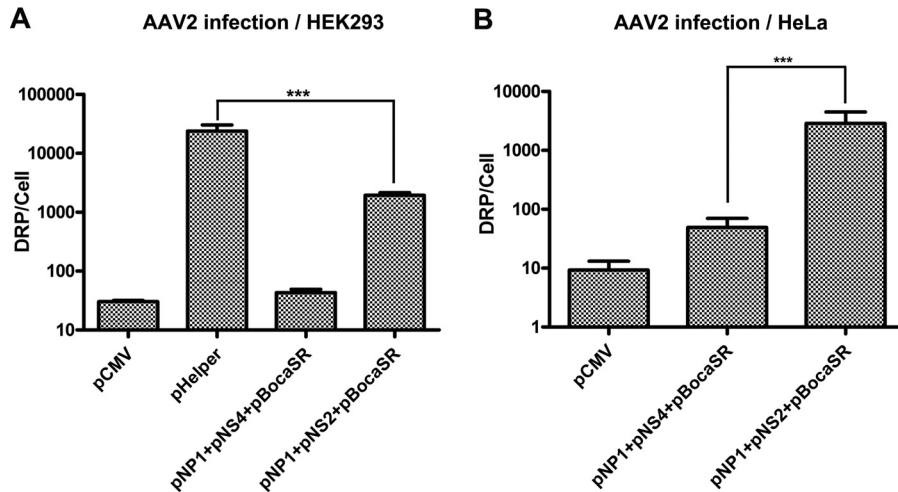 A
AAV2 infection / HEK293
DRP/Cell
100000
10000
1000
100
10
***
pCMV
pHelper
pNP1+pNS4+pBocaSR
pNP1+pNS2+pBocaSR
B
AAV2 infection / HeLa
DRP/Cell
10000
1000
100
10
1
***
pCMV
pNP1+pNS4+pBocaSR
pNP1+pNS2+pBocaSR